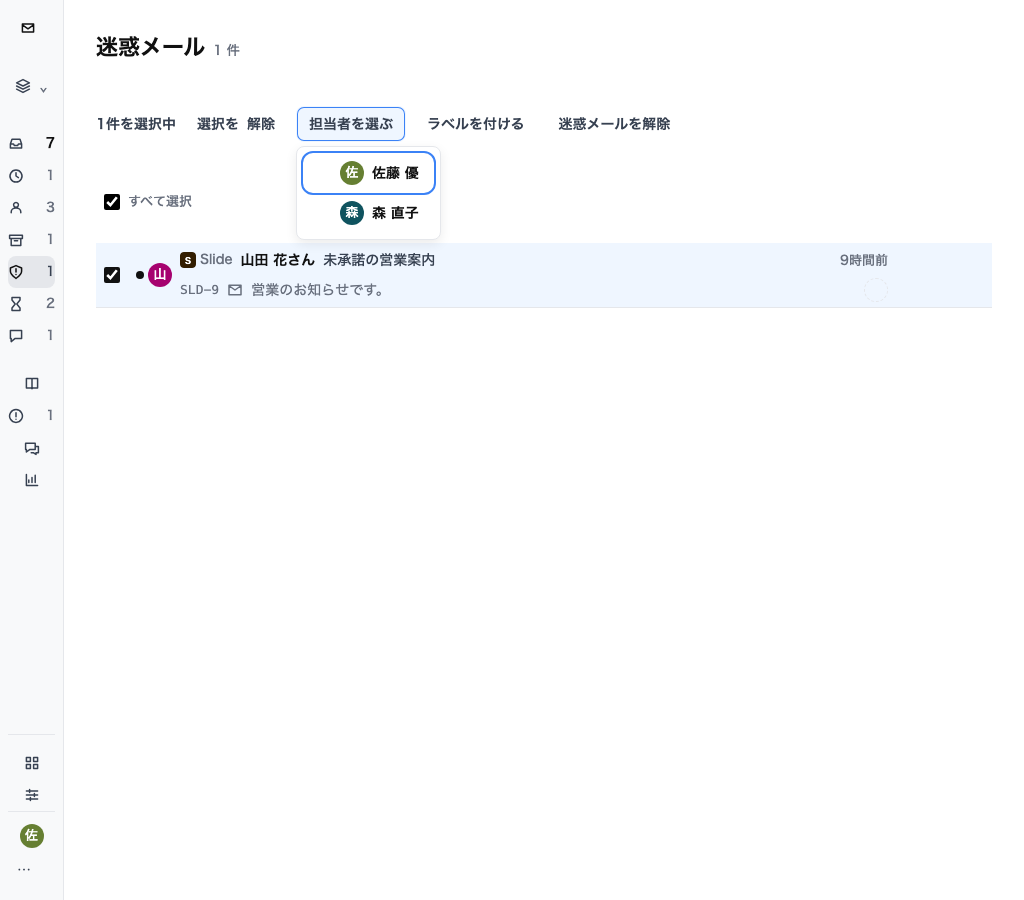 迷惑メール 1 件
1件を選択中 選択を 解除 担当者を選ぶ ラベルを付ける 迷惑メールを解除
佐 佐藤 優
森 森 直子
すべて選択
山 s Slide 山田 花さん 未承諾の営業案内 9時間前
SLD-9 営業のお知らせです。
7
1
3
1
1
2
1
1
佐
…